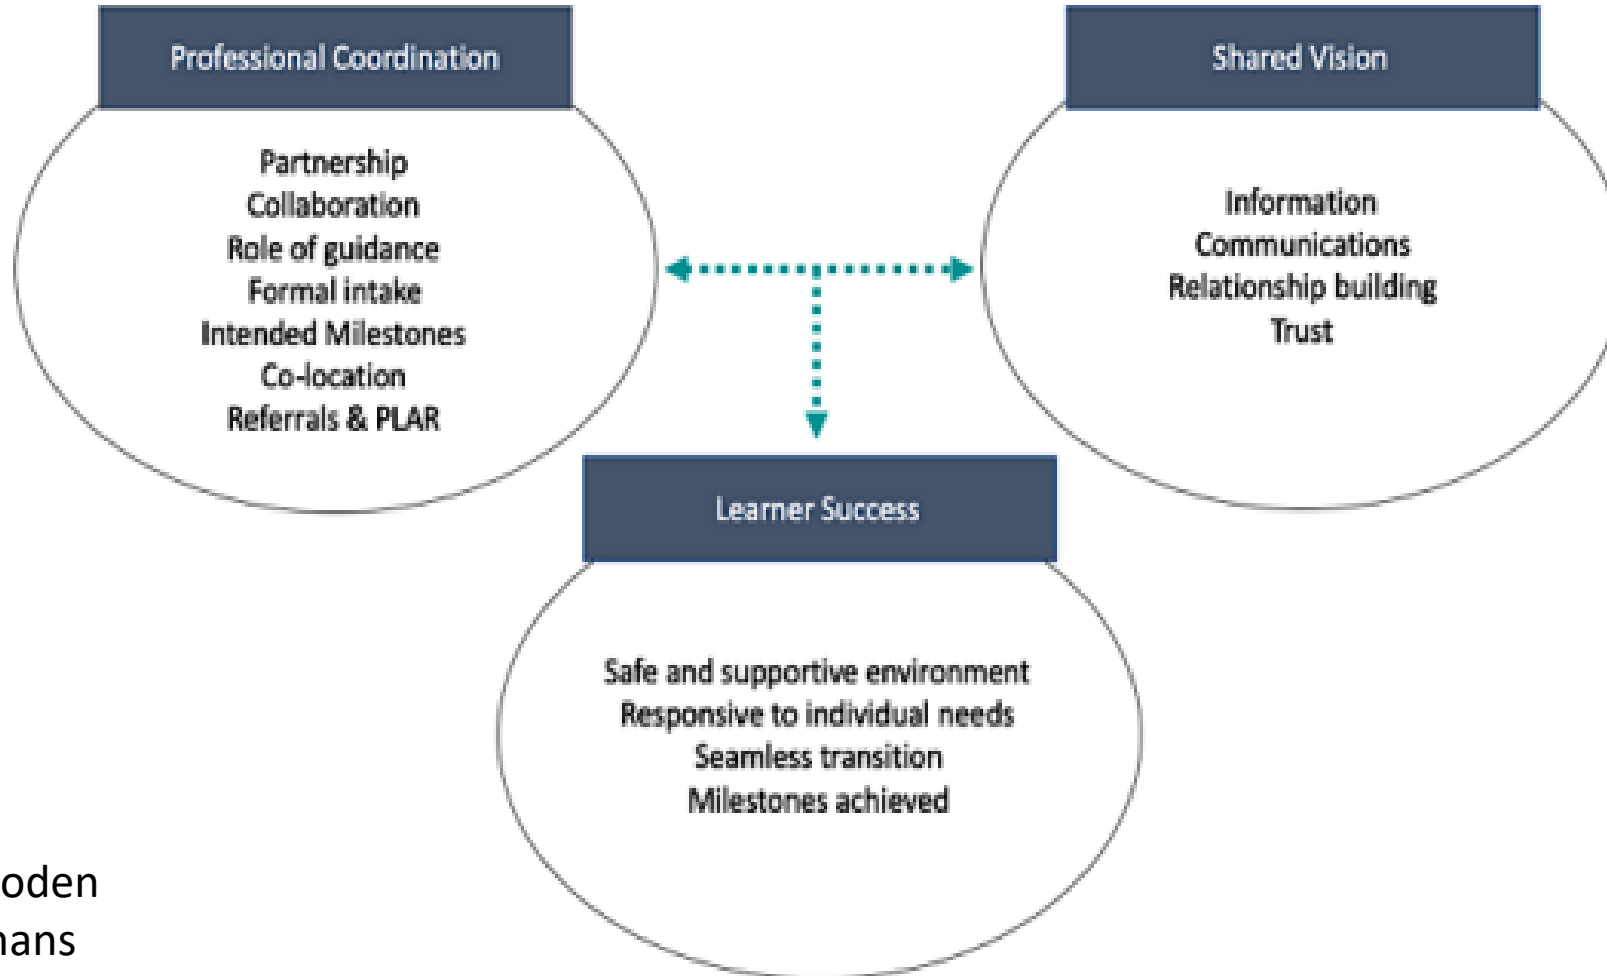 Professional Coordination
Partnership
Collaboration
Role of guidance
Formal intake
Intended Milestones
Co-location
Referrals & PLAR
Shared Vision
Information
Communications
Relationship building
Trust
Learner Success
Safe and supportive environment
Responsive to individual needs
Seamless transition
Milestones achieved
oden
nans